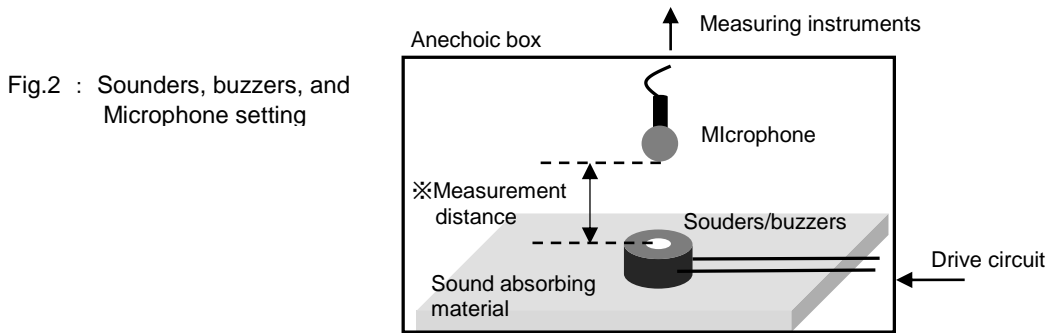 Measuring instruments
Anechoic box
Fig.2 : Sounders, buzzers, and
Microphone setting
MIcrophone
※Measurement
distance
Souders/buzzers
Drive circuit
Sound absorbing
material